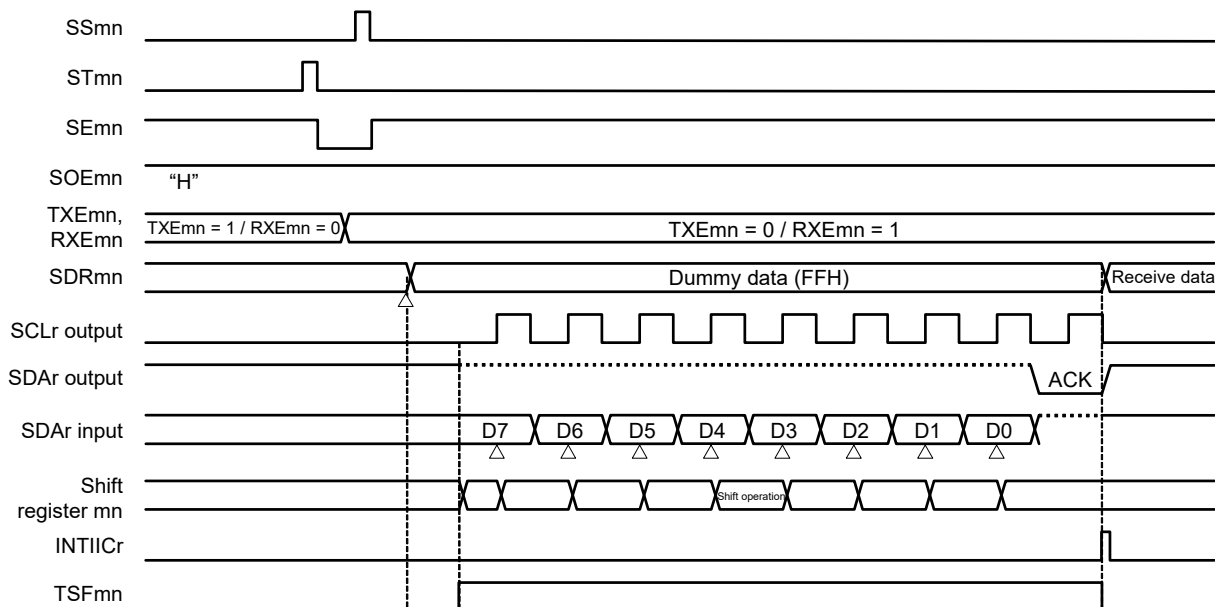 SSmn
STmn
SEmn
SOEmn “H”
TXEmn,
RXEmn
TXEmn = 1 / RXEmn = 0 TXEmn = 0 / RXEmn = 1
SDRmn Dummy data (FFH) Receive data
SCLr output
SDAr output ACK
SDAr input D7 D6 D5 D4 D3 D2 D1 D0
Shift
register mn
Shift operation
INTIICr
TSFmn